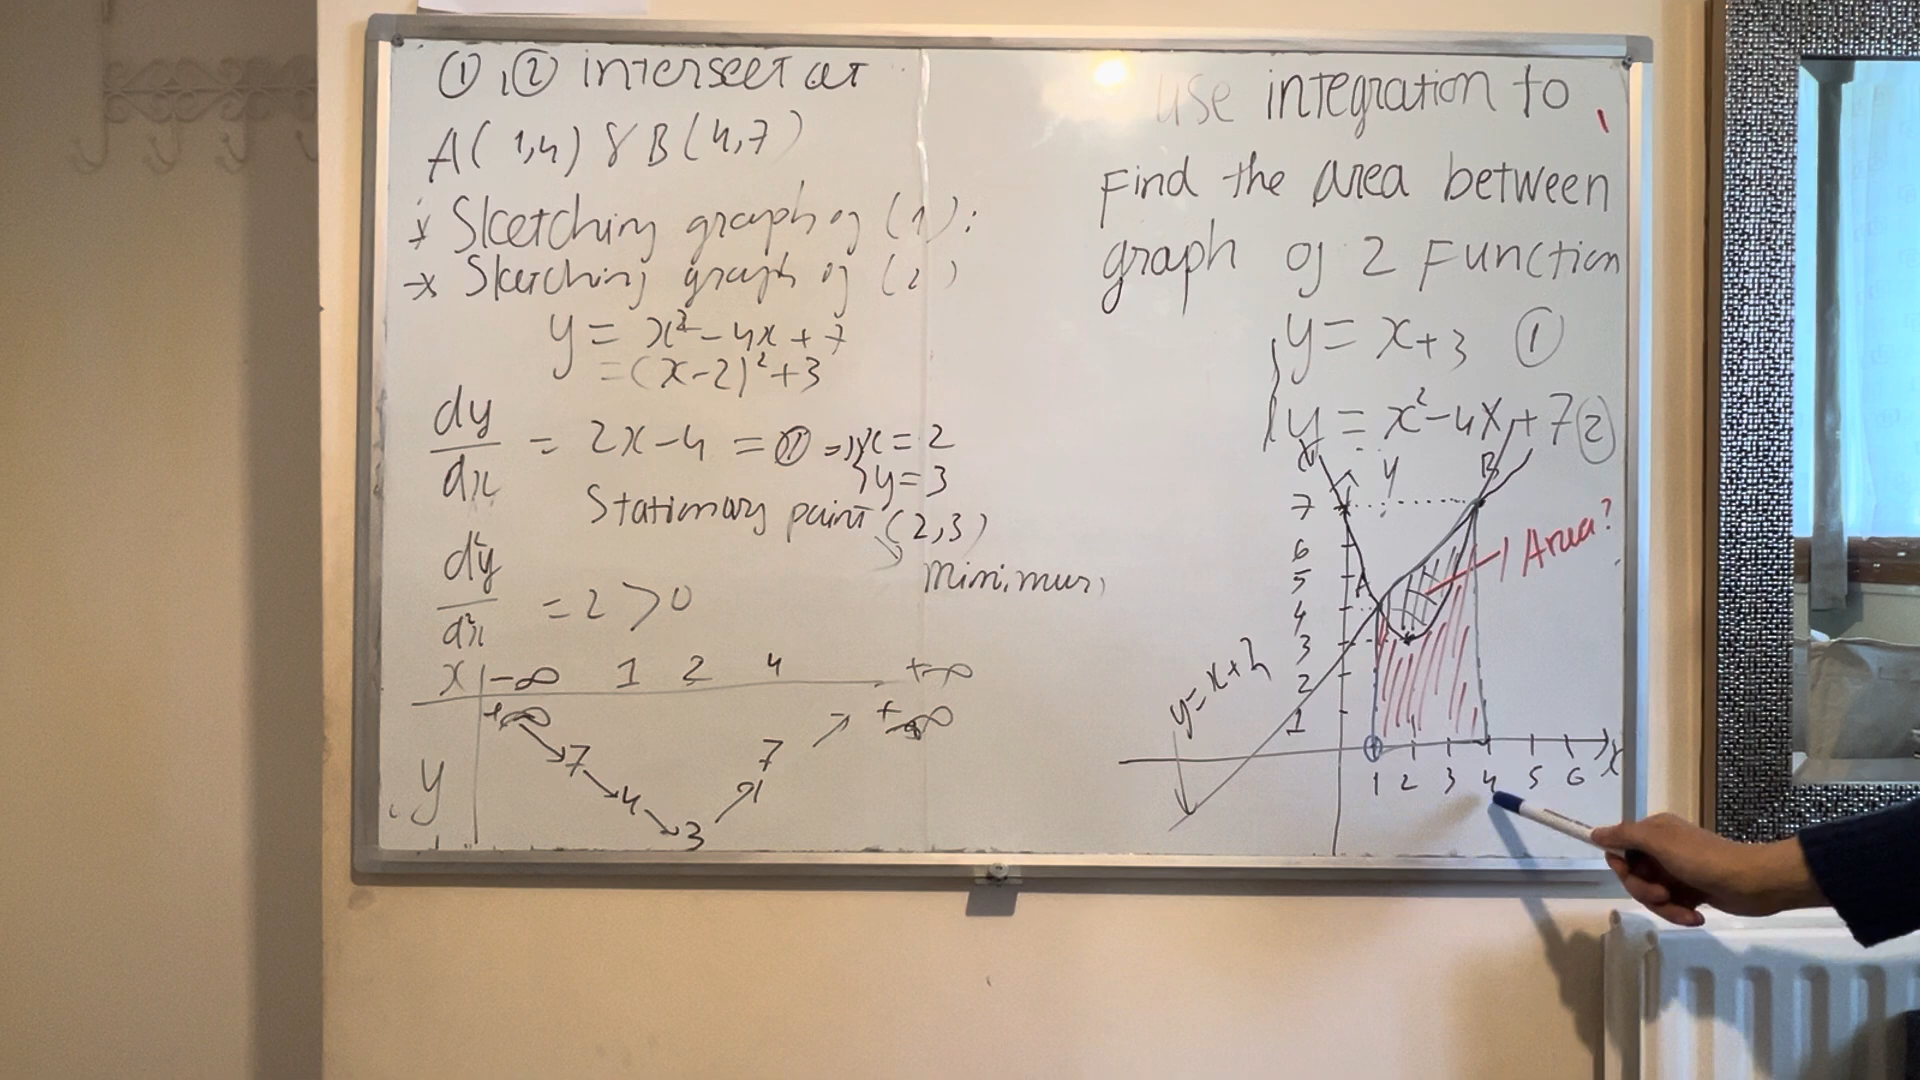 ①,② intersect at
A(1,4) & B(4,7)
* Sketching graph of (1):
* Sketching graph of (2)
y = x² - 4x + 7
= (x-2)² + 3
dy/dx = 2x - 4 = 0 => x = 2
y = 3
Stationary point (2,3)
minimum
d²y/d²x = 2 > 0
x -∞ 1 2 4 +∞
y +∞ 7 4 3 7 +∞
use integration to
Find the area between
graph of 2 Function
y = x+3 ①
y = x² - 4x + 7 ②
y
B
7
6
Area?
5
A
4
3
2
y = x+3
1
x
1 2 3 4 5 6